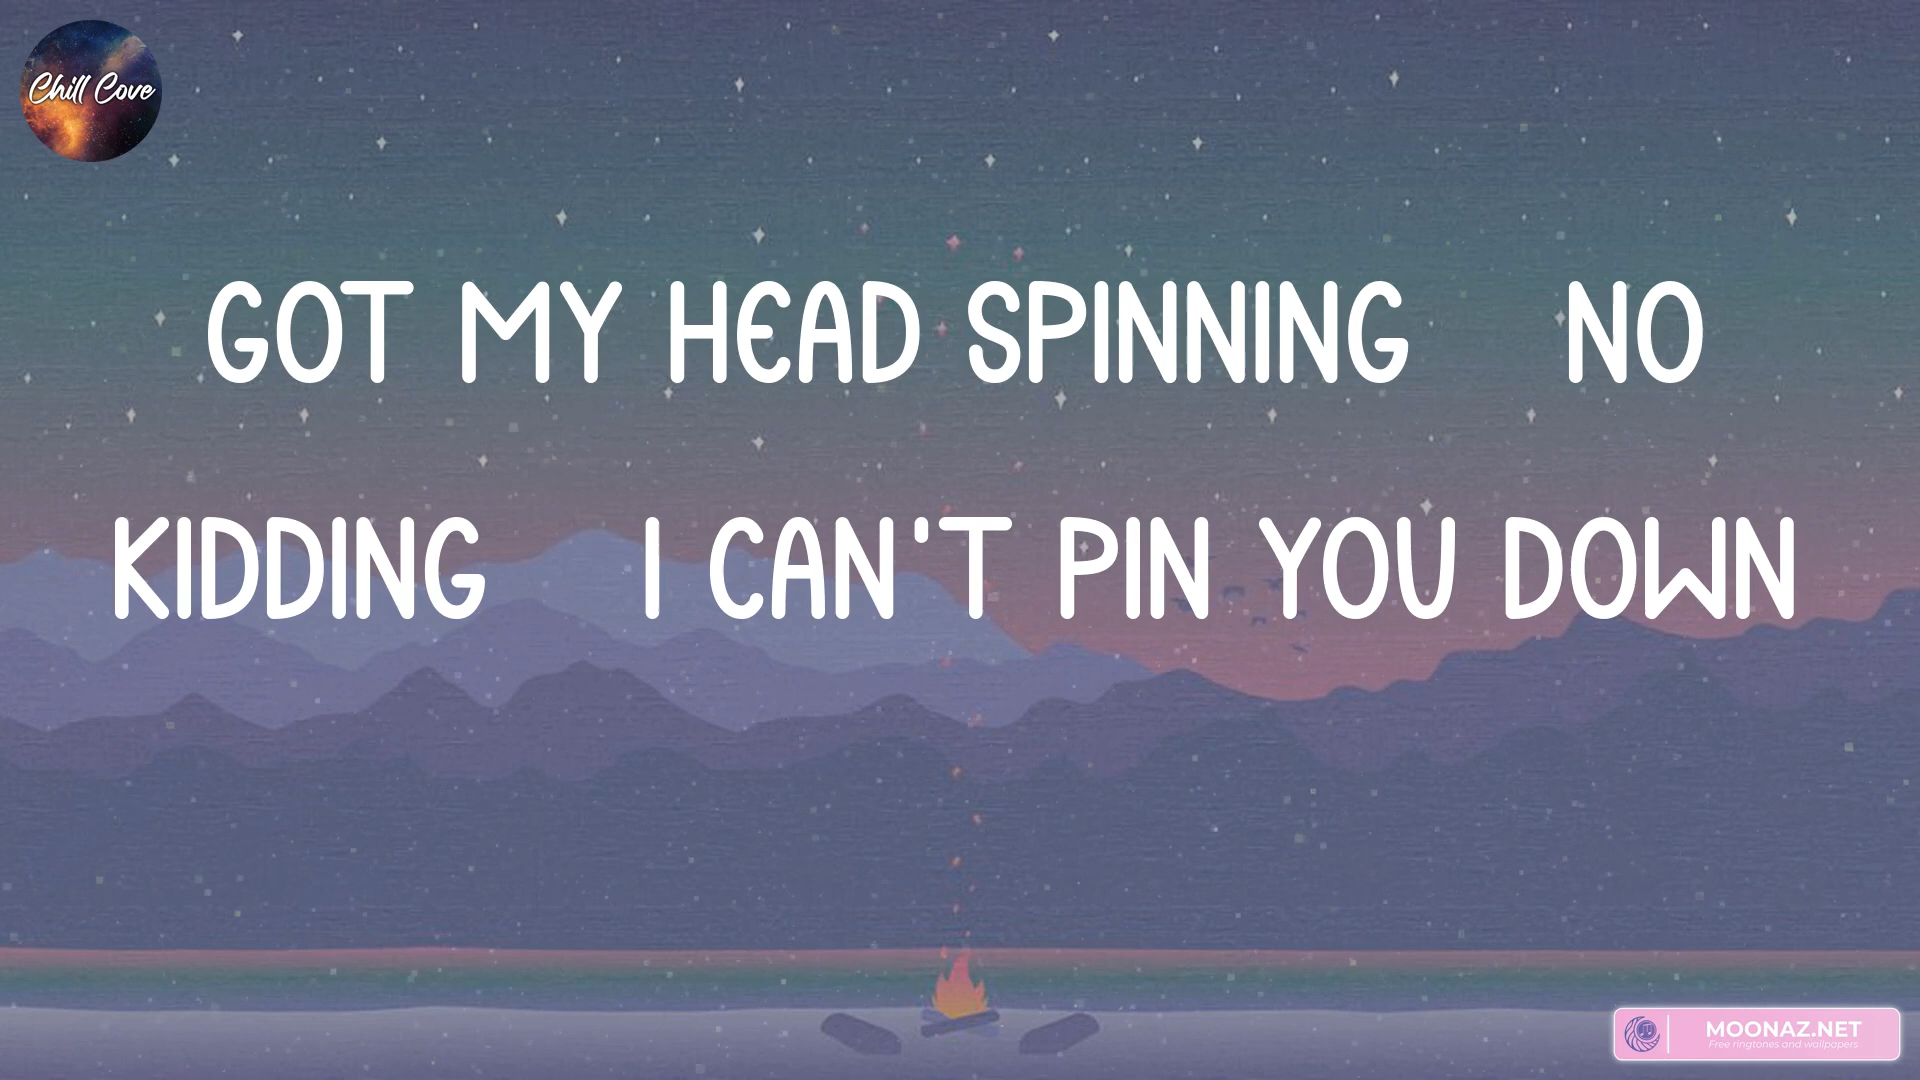 Chill Cove
GOT MY HEAD SPINNING NO
KIDDING I CAN'T PIN YOU DOWN
MOONAZ.NET
Free ringtones and wallpapers